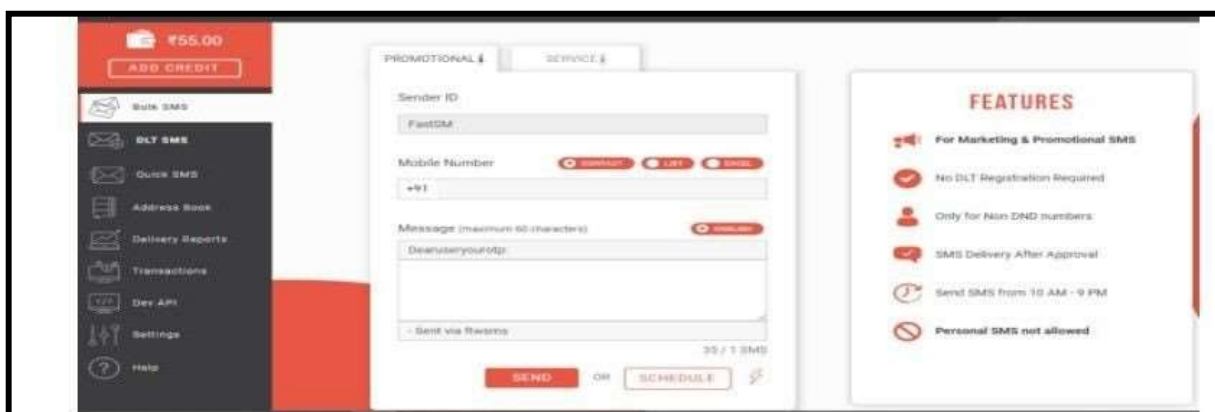 ₹55.00
ADD CREDIT
Bulk SMS
DLT SMS
Quick SMS
Address Book
Delivery Reports
Transactions
Dev API
Settings
Help
PROMOTIONAL
SERVICE
Sender ID
FastSM
Mobile Number
LIST
+91
Message (maximum 60 characters)
ENGLISH
Dearuseryourotp:
- Sent via
/ 1 SMS
SEND OR SCHEDULE
FEATURES
For Marketing & Promotional SMS
No DLT Registration Required
Only for Non DND numbers
SMS Delivery After Approval
Send SMS from 10 AM - 9 PM
Personal SMS not allowed